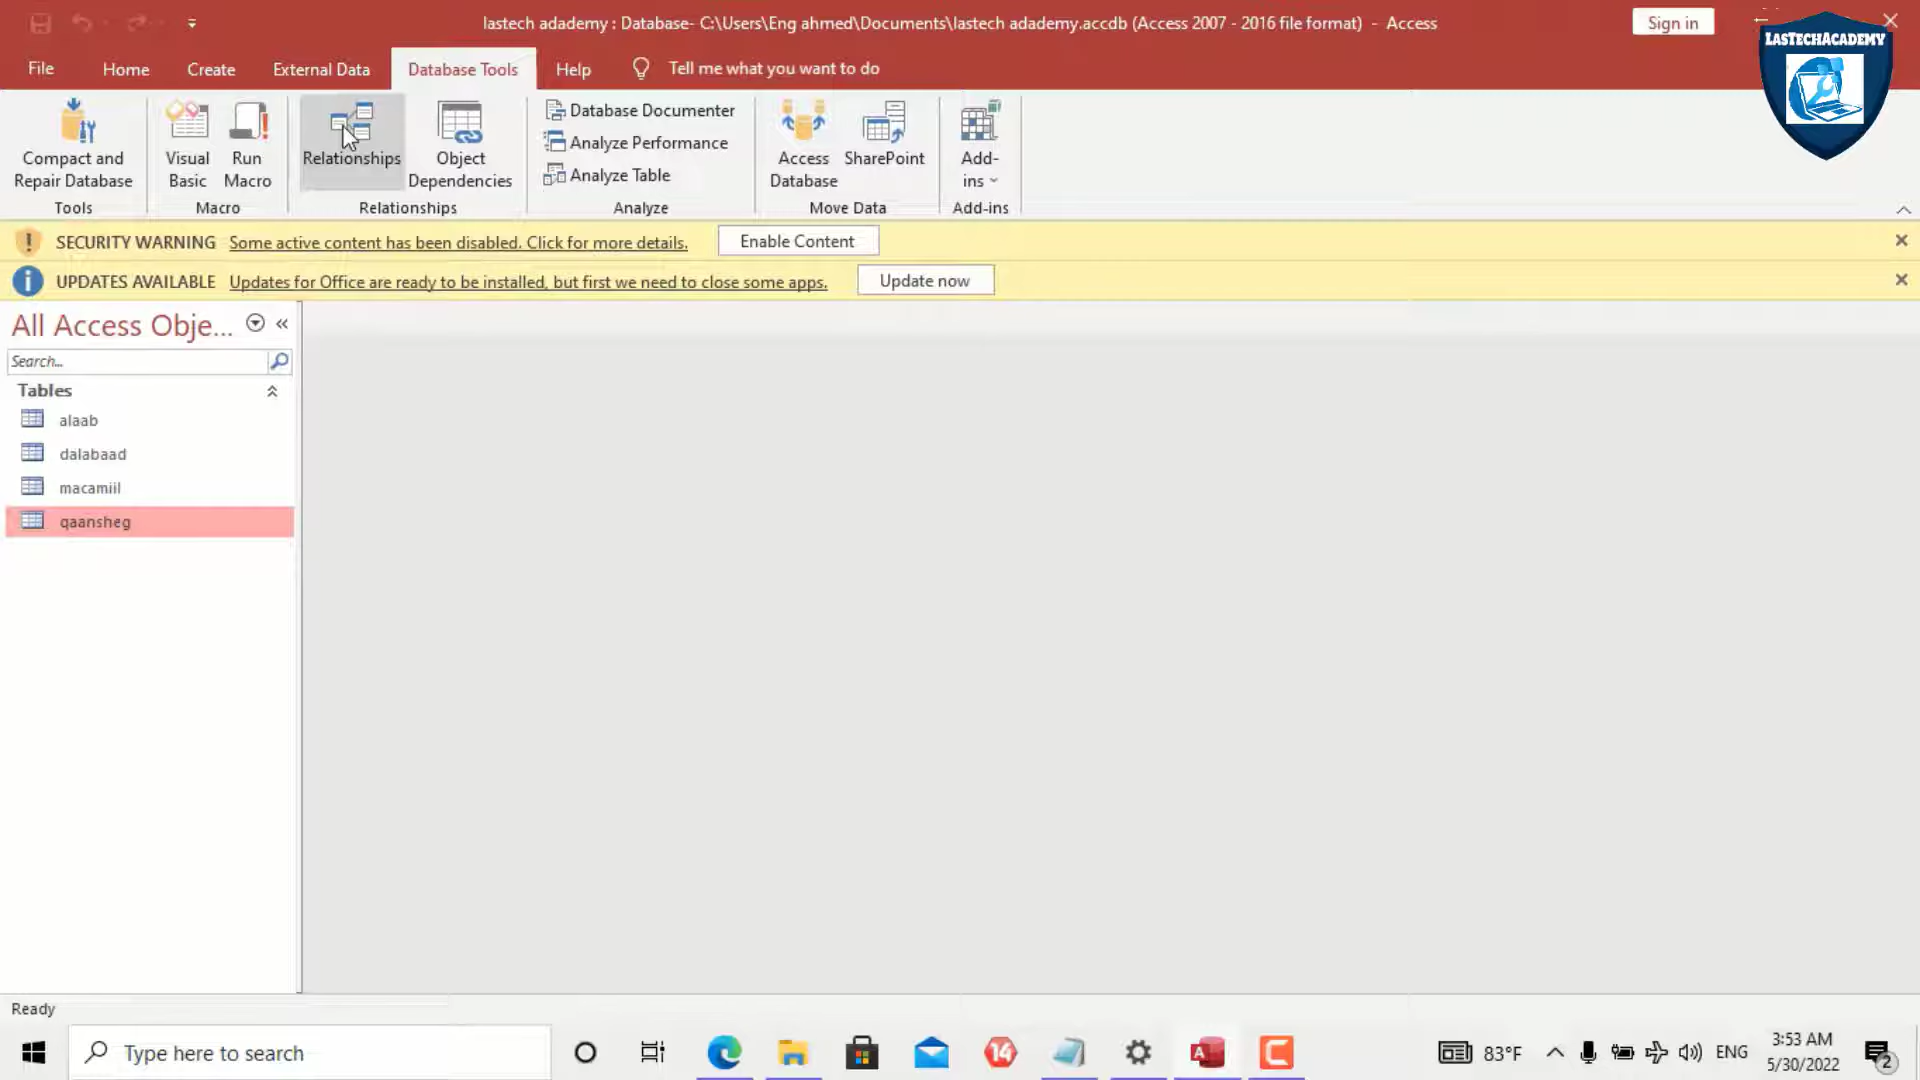 lastech adademy : Database- C:\Users\Eng ahmed\Documents\lastech adademy.accdb (Access 2007 - 2016 file format)  -  Access
Sign in
LASTECHACADEMY
File
Home
Create
External Data
Database Tools
Help
Tell me what you want to do
Compact and
Repair Database
Tools
Visual
Basic
Run
Macro
Macro
Relationships
Object
Dependencies
Relationships
Database Documenter
Analyze Performance
Analyze Table
Analyze
Access
Database
SharePoint
Move Data
Add-
ins
Add-ins
SECURITY WARNING Some active content has been disabled. Click for more details. Enable Content
UPDATES AVAILABLE Updates for Office are ready to be installed, but first we need to close some apps. Update now
All Access Obje...
Search...
Tables
alaab
dalabaad
macamiil
qaansheg
Ready
Type here to search
14
83°F
ENG
3:53 AM
5/30/2022
2